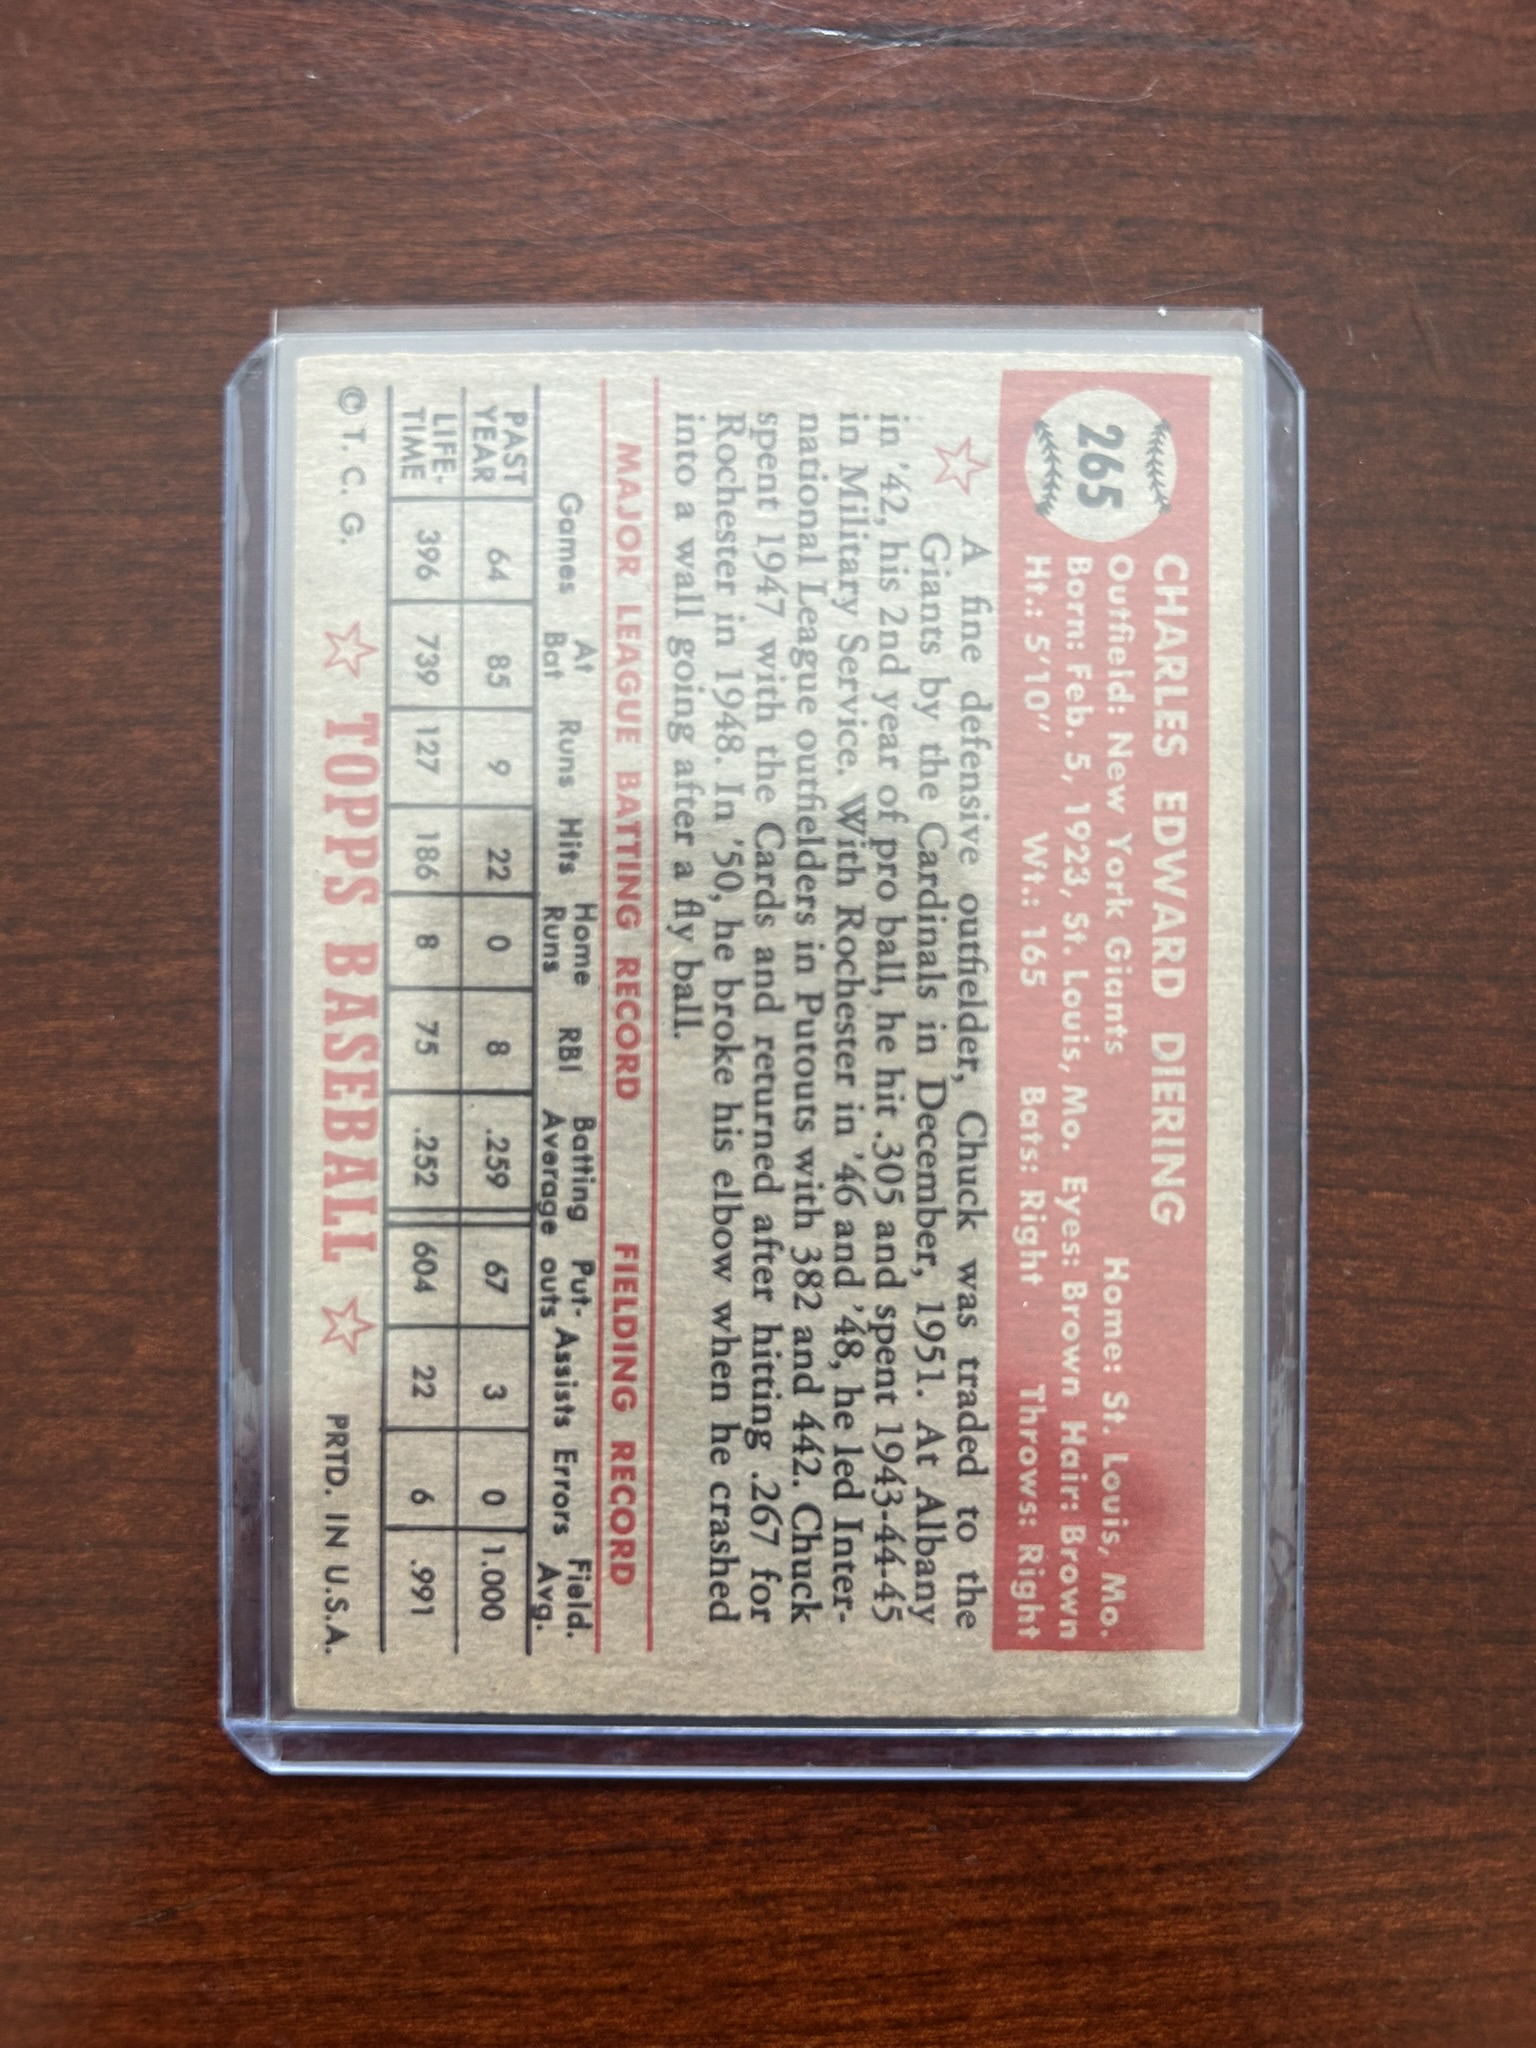 265
CHARLES EDWARD DIERING
Outfield: New York Giants Home: St. Louis, Mo.
Born: Feb. 5, 1923, St. Louis, Mo. Eyes: Brown Hair: Brown
Ht.: 5'10" Wt.: 165 Bats: Right Throws: Right
A fine defensive outfielder, Chuck was traded to the
Giants by the Cardinals in December, 1951. At Albany
in '42, his 2nd year of pro ball, he hit .305 and spent 1943-44-45
in Military Service. With Rochester in '46 and '48, he led Inter-
national League outfielders in Putouts with 382 and 442. Chuck
spent 1947 with the Cards and returned after hitting .267 for
Rochester in 1948. In '50, he broke his elbow when he crashed
into a wall going after a fly ball.
MAJOR LEAGUE BATTING RECORD FIELDING RECORD
Games At Bat Runs Hits Home Runs RBI Batting Average Put-outs Assists Errors Field. Avg.
PAST YEAR 64 85 9 22 0 8 .259 67 3 0 1.000
LIFE-TIME 396 739 127 186 8 75 .252 604 22 6 .991
© T. C. G. TOPPS BASEBALL PRTD. IN U.S.A.